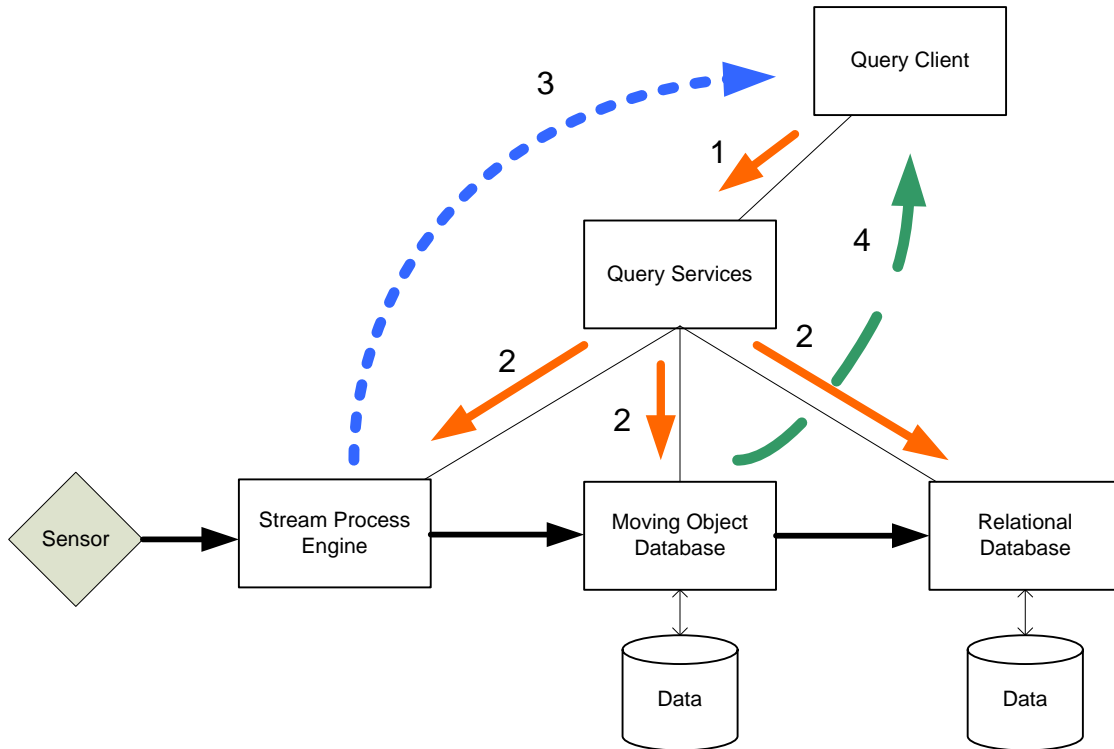 Query Client
3
1
4
Query Services
2
2
2
Sensor
Stream Process
Engine
Moving Object
Database
Relational
Database
Data
Data